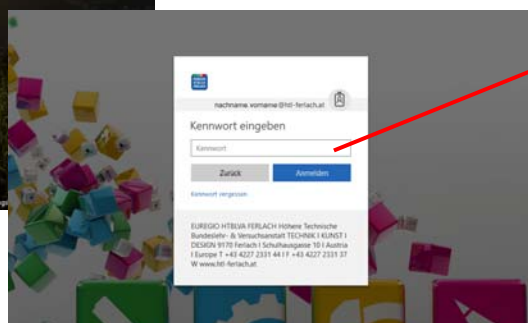 nachname.vorname@htl-ferlach.at
Kennwort eingeben
Kennwort
Zurück
Anmelden
Kennwort vergessen
EUREGIO HTBLVA FERLACH Höhere Technische
Bundeslehr- & Versuchsanstalt TECHNIK I KUNST I
DESIGN 9170 Ferlach I Schulhausgasse 10 I Austria
I Europe T +43 4227 2331 44 I F +43 4227 2331 37
W www.htl-ferlach.at